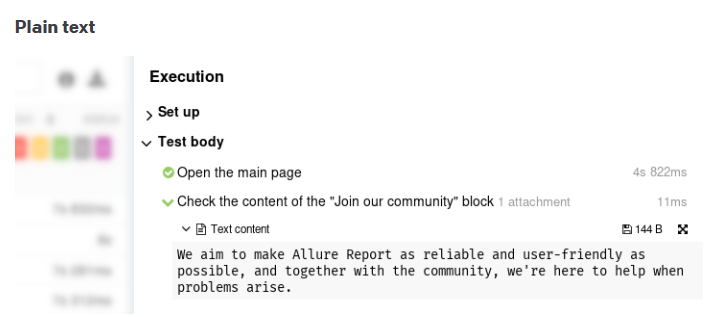 Plain text
Execution
Set up
Test body
Open the main page 4s 822ms
Check the content of the "Join our community" block 1 attachment 11ms
Text content 144 B
We aim to make Allure Report as reliable and user-friendly as
possible, and together with the community, we're here to help when
problems arise.